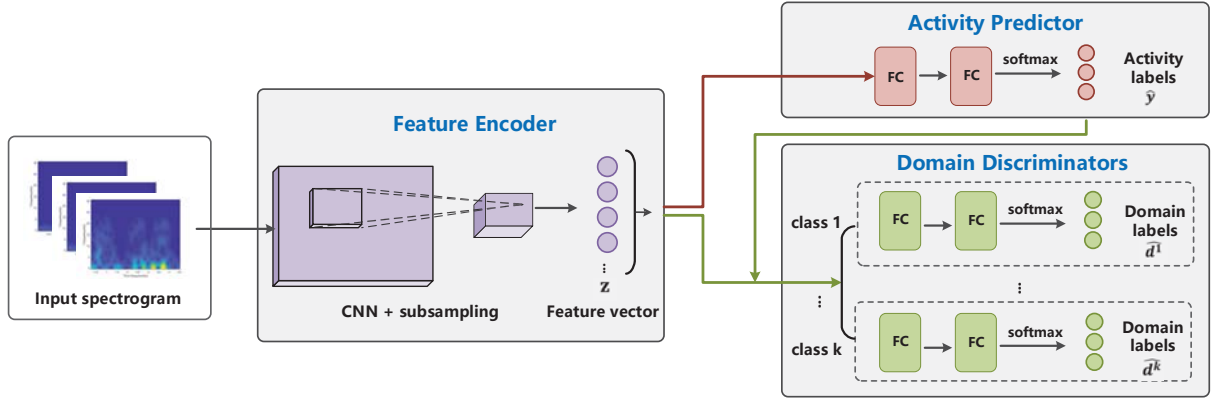 Input spectrogram
Feature Encoder
CNN + subsampling
⋮
z
Feature vector
Activity Predictor
FC
FC
softmax
Activity
labels
ŷ
Domain Discriminators
class 1
FC
FC
softmax
Domain
labels
d̂¹
⋮
⋮
class k
FC
FC
softmax
Domain
labels
d̂ᵏ